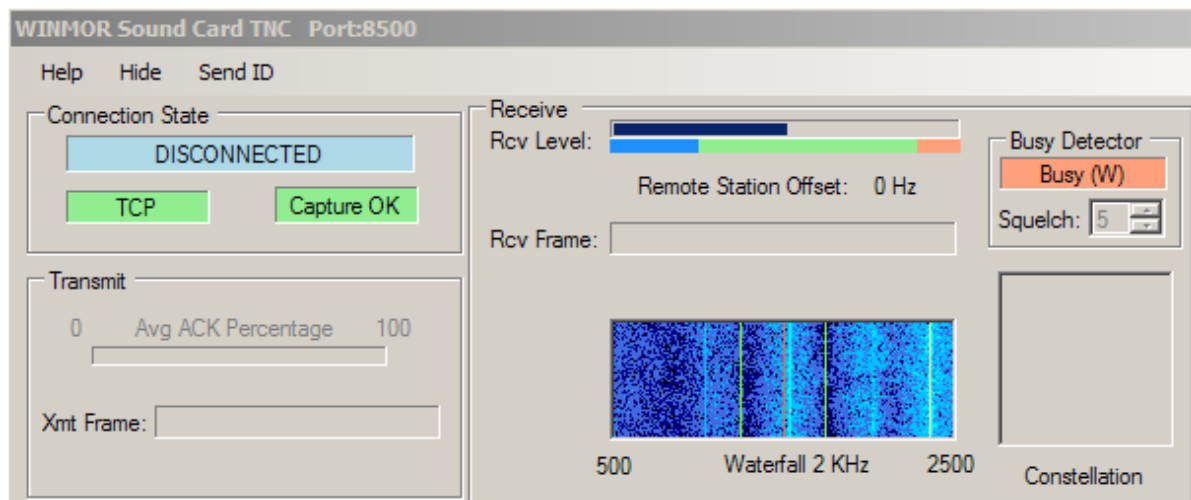 WINMOR Sound Card TNC Port:8500
Help Hide Send ID
Connection State
DISCONNECTED
TCP Capture OK
Transmit
0 Avg ACK Percentage 100
Xmt Frame:
Receive
Rcv Level:
Remote Station Offset: 0 Hz
Rcv Frame:
500 Waterfall 2 KHz 2500
Busy Detector
Busy (W)
Squelch: 5
Constellation